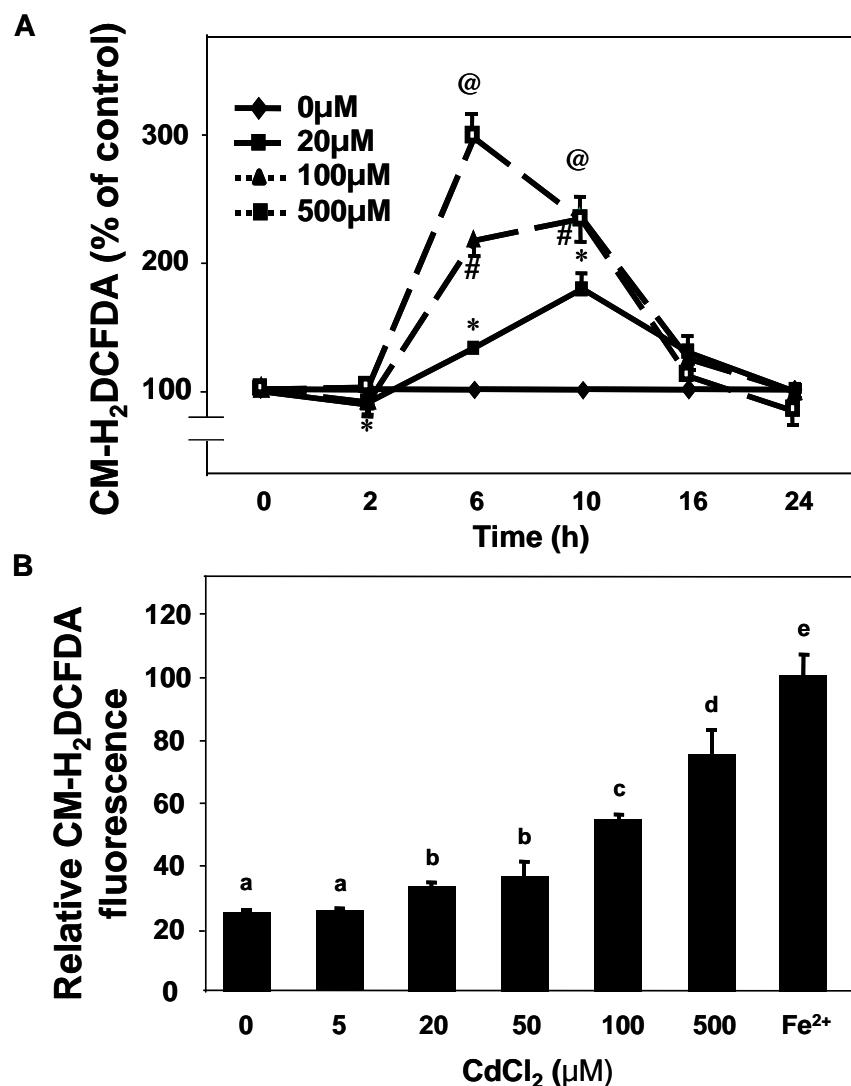 A
CM-H₂DCFDA (% of control)
300
200
100
0µM
20µM
100µM
500µM
@
@
#
#
*
*
*
0 2 6 10 16 24
Time (h)
B
Relative CM-H₂DCFDA
fluorescence
120
100
80
60
40
20
0
a a b b c d e
0 5 20 50 100 500 Fe²⁺
CdCl₂ (µM)